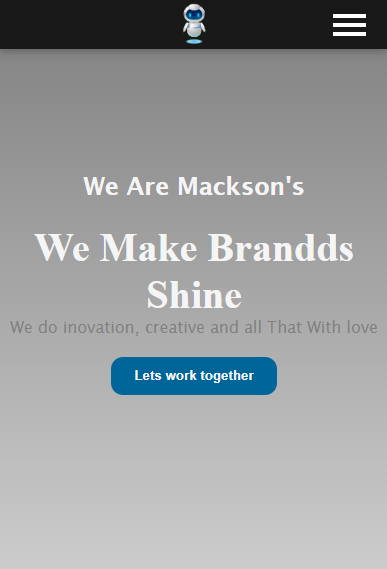 We Are Mackson's
We Make Brandds
Shine
We do inovation, creative and all That With love
Lets work together